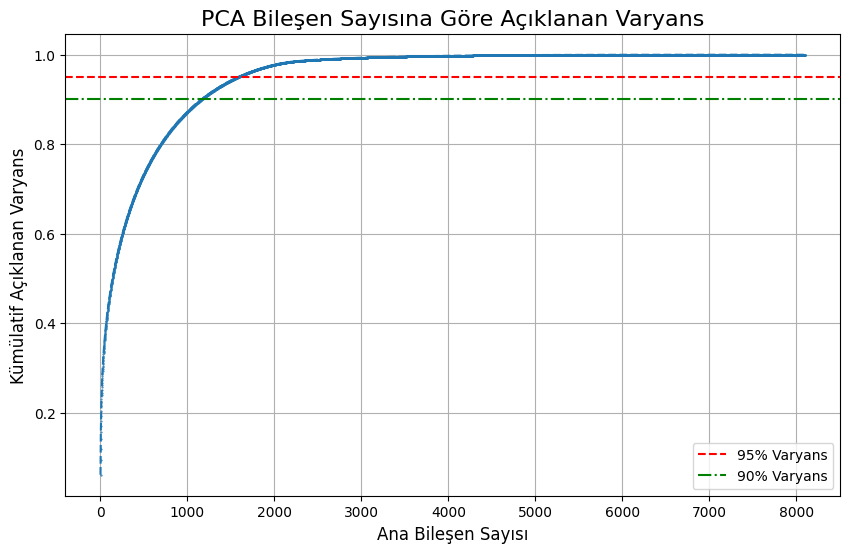 PCA Bileşen Sayısına Göre Açıklanan Varyans
Kümülatif Açıklanan Varyans
1.0
0.8
0.6
0.4
0.2
0 1000 2000 3000 4000 5000 6000 7000 8000
Ana Bileşen Sayısı
95% Varyans
90% Varyans